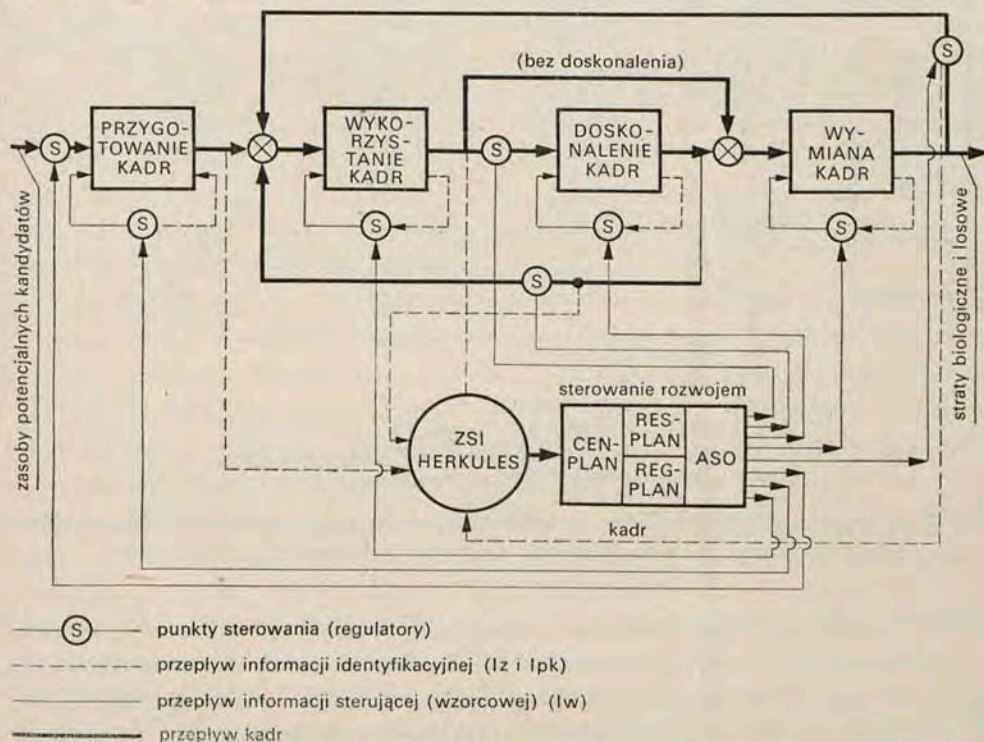 (bez doskonalenia)
S
S
PRZYGO-
TOWANIE
KADR
WYKO-
RZYS-
TANIE
KADR
S
DOSKO-
NALENIE
KADR
WY-
MIANA
KADR
S
S
S
S
S
zasoby potencjalnych kandydatów
straty biologiczne i losowe
sterowanie rozwojem
ZSI
HERKULES
CEN-
PLAN
RES-
PLAN
REG-
PLAN
ASO
kadr
S punkty sterowania (regulatory)
przepływ informacji identyfikacyjnej (Iz i Ipk)
przepływ informacji sterującej (wzorcowej) (Iw)
przepływ kadr